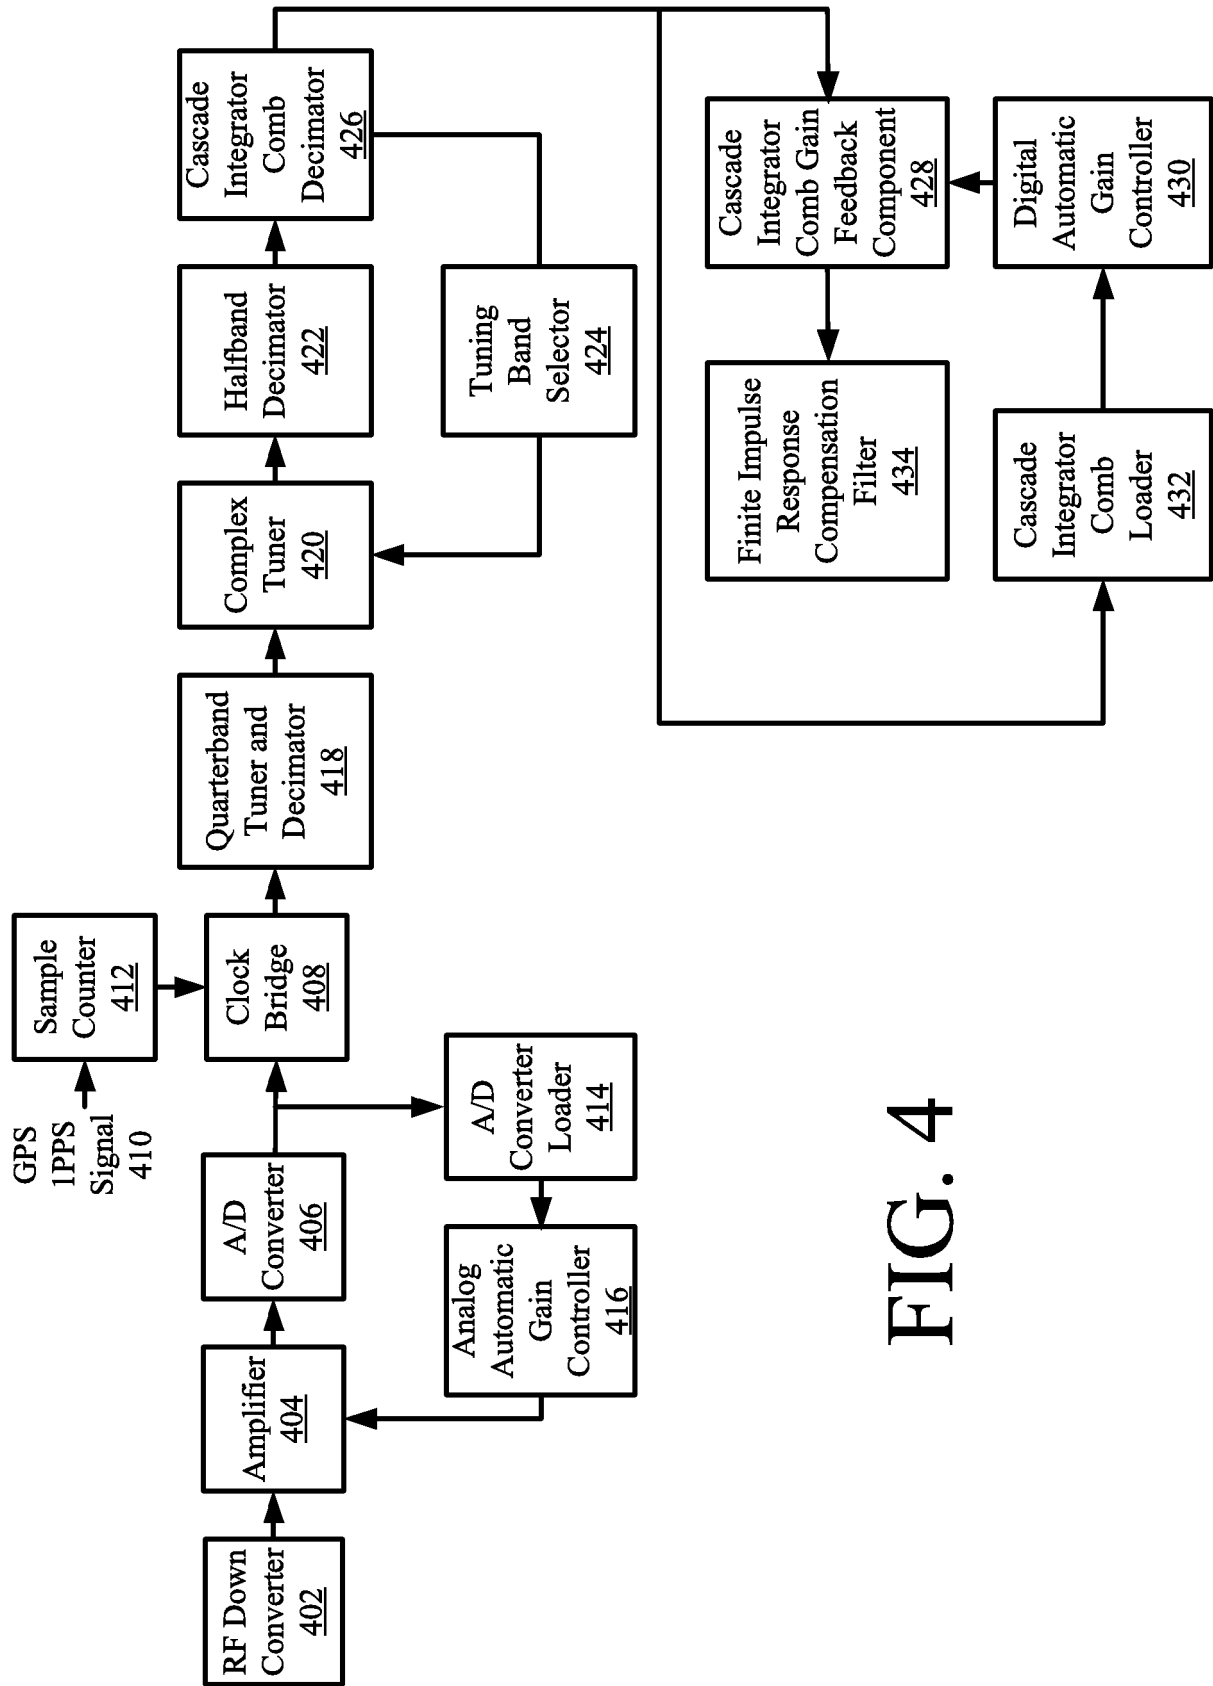 RF Down
Converter
402
Amplifier
404
A/D
Converter
406
GPS
1PPS
Signal
410
Sample
Counter
412
Clock
Bridge
408
A/D
Converter
Loader
414
Analog
Automatic
Gain
Controller
416
Quarterband
Tuner and
Decimator
418
Complex
Tuner
420
Halfband
Decimator
422
Tuning
Band
Selector
424
Cascade
Integrator
Comb
Decimator
426
Cascade
Integrator
Comb Gain
Feedback
Component
428
Digital
Automatic
Gain
Controller
430
Cascade
Integrator
Comb
Loader
432
Finite Impulse
Response
Compensation
Filter
434
FIG. 4